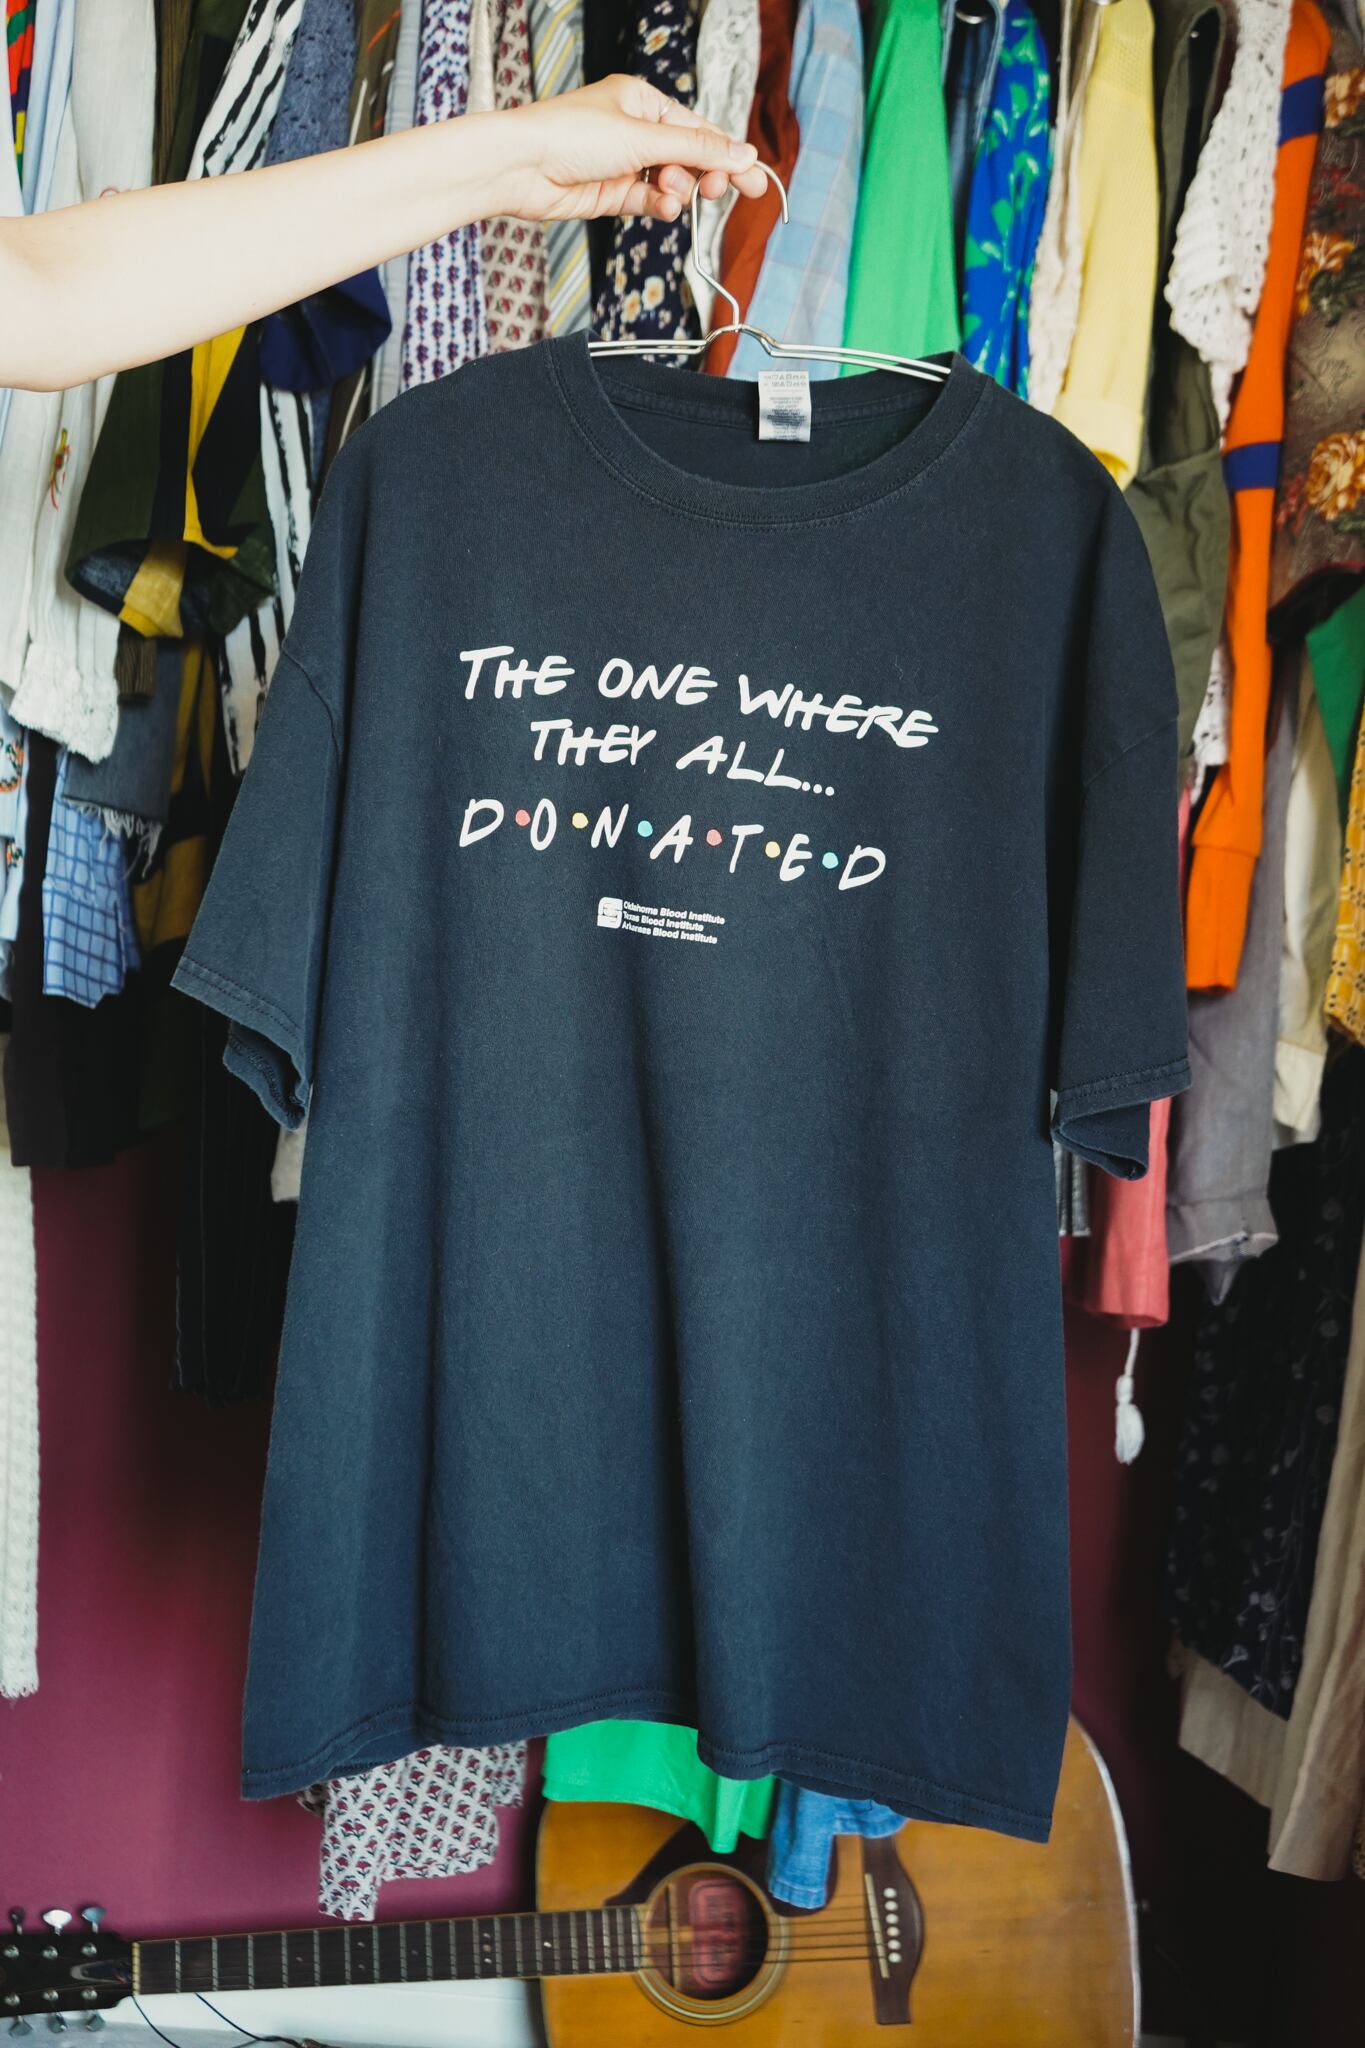 THE ONE WHERE
THEY ALL...
D•O•N•A•T•E•D
Oklahoma Blood Institute
Texas Blood Institute
Arkansas Blood Institute